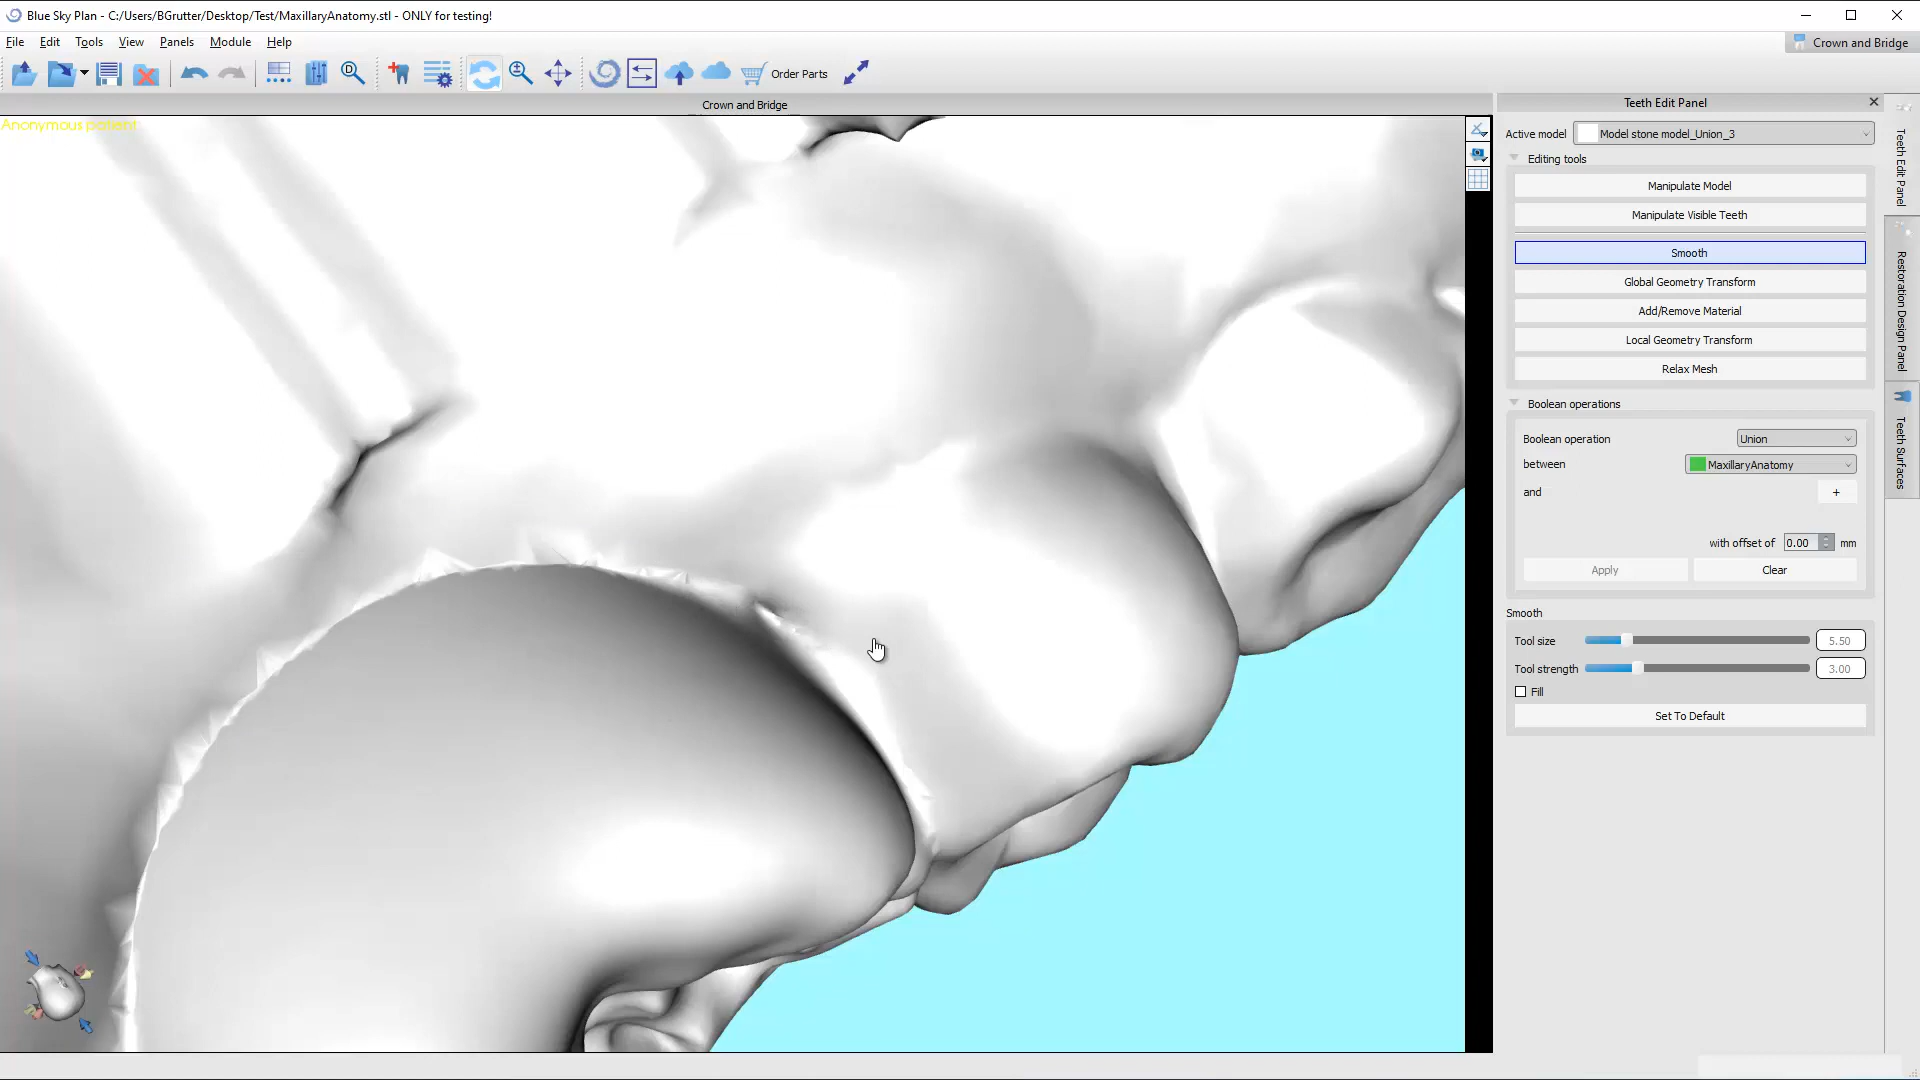 Blue Sky Plan - C:/Users/BGrutter/Desktop/Test/MaxillaryAnatomy.stl - ONLY for testing!
File Edit Tools View Panels Module Help
Crown and Bridge
Order Parts
Crown and Bridge
Teeth Edit Panel
Anonymous patient
Active model Model stone model_Union_3
Editing tools
Manipulate Model
Manipulate Visible Teeth
Smooth
Global Geometry Transform
Add/Remove Material
Local Geometry Transform
Relax Mesh
Boolean operations
Boolean operation Union
between MaxillaryAnatomy
and +
with offset of 0.00 mm
Apply Clear
Smooth
Tool size 5.50
Tool strength 3.00
Fill
Set To Default
Teeth Edit Panel
Restoration Design Panel
Teeth Surfaces